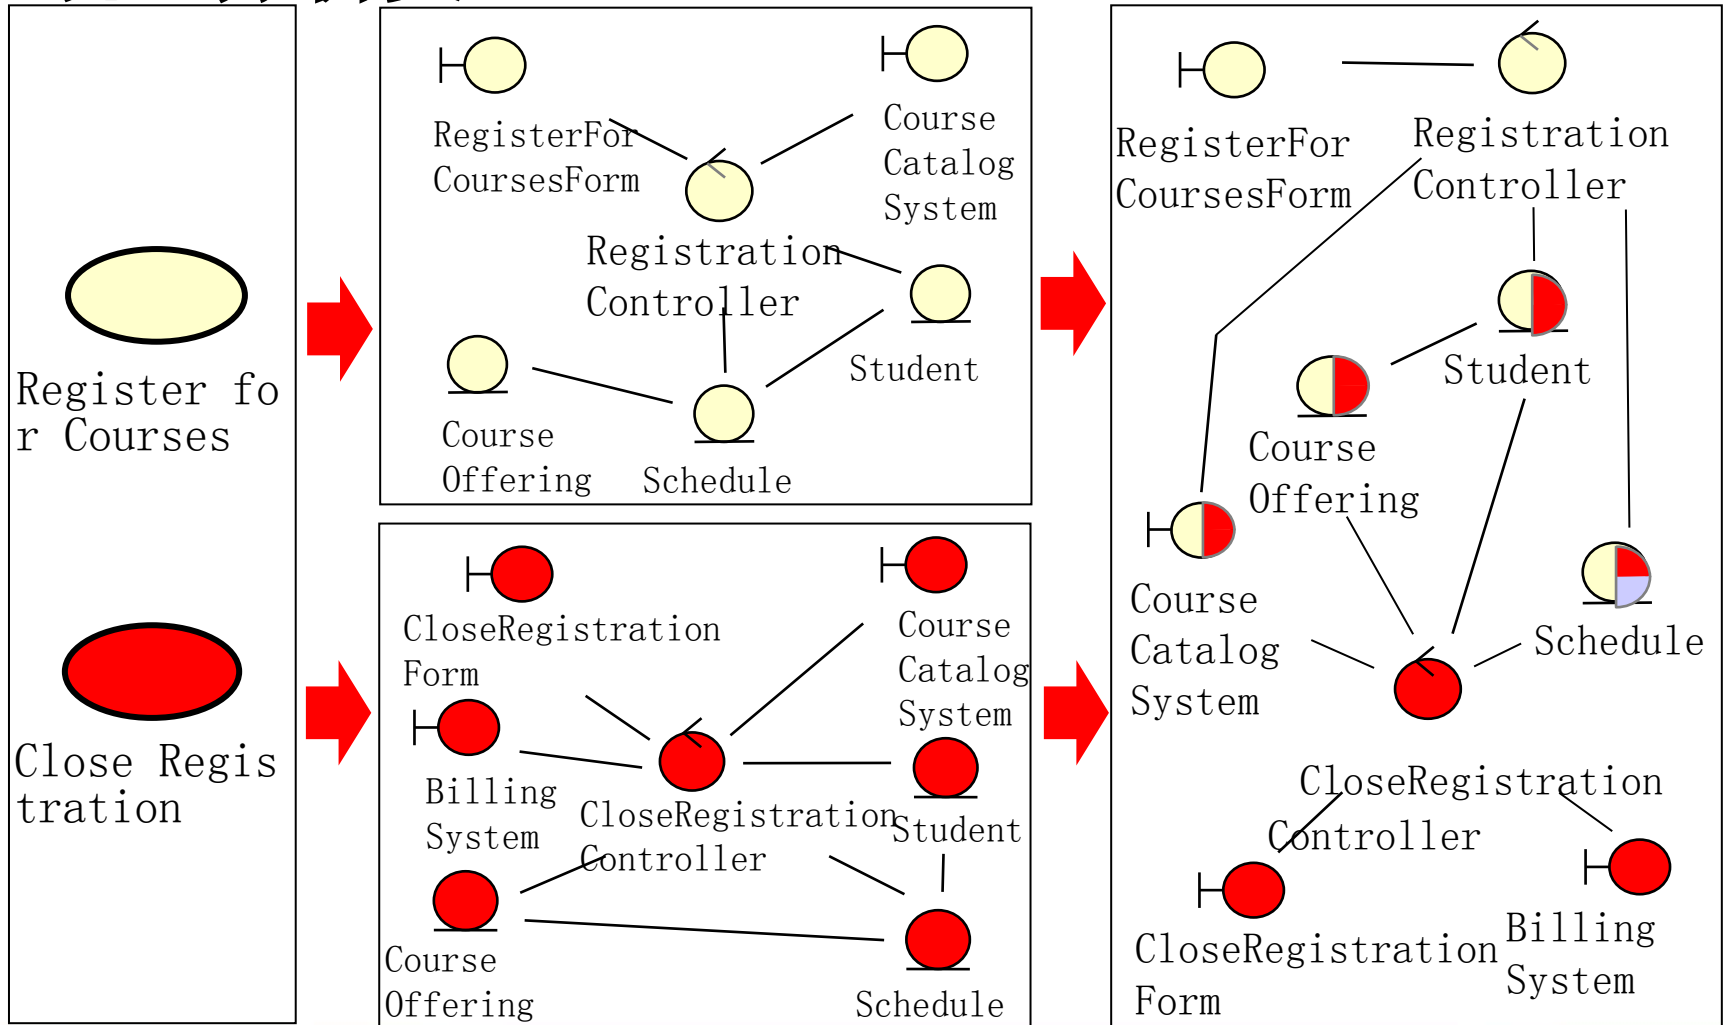 Register fo
r Courses
Close Regis
tration
RegisterFor
CoursesForm
Course
Catalog
System
Registration
Controller
Student
Course
Offering
Schedule
CloseRegistration
Form
Course
Catalog
System
Billing
System
CloseRegistration
Controller
Student
Course
Offering
Schedule
RegisterFor
CoursesForm
Registration
Controller
Student
Course
Offering
Course
Catalog
System
Schedule
CloseRegistration
Controller
CloseRegistration
Form
Billing
System